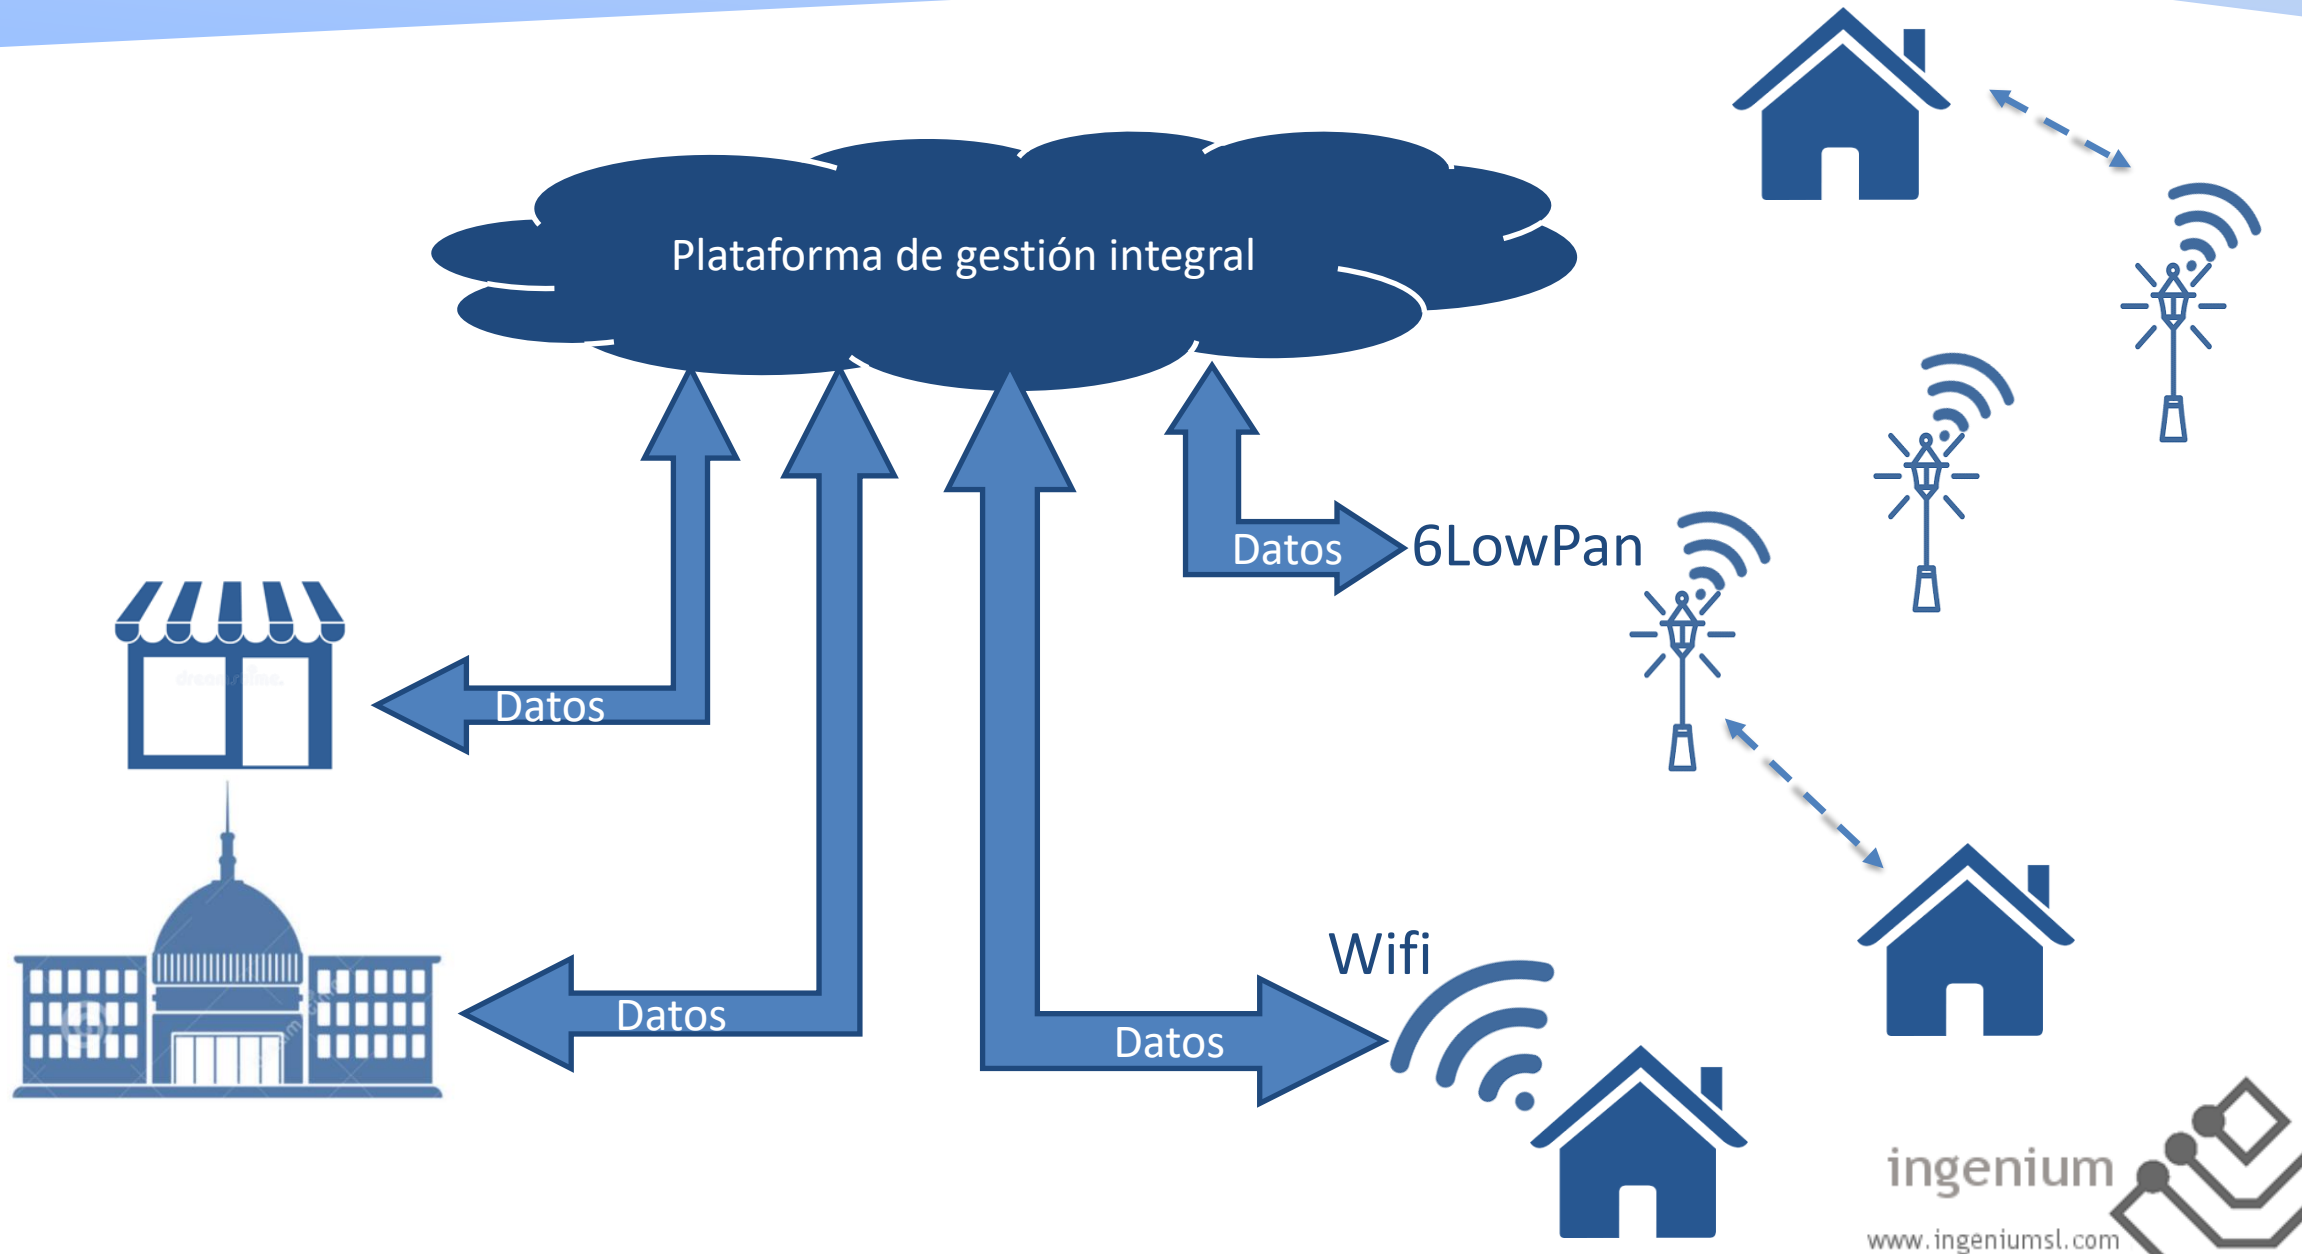 Plataforma de gestión integral
Datos
6LowPan
Datos
Wifi
Datos
Datos
ingenium
www.ingeniumsl.com